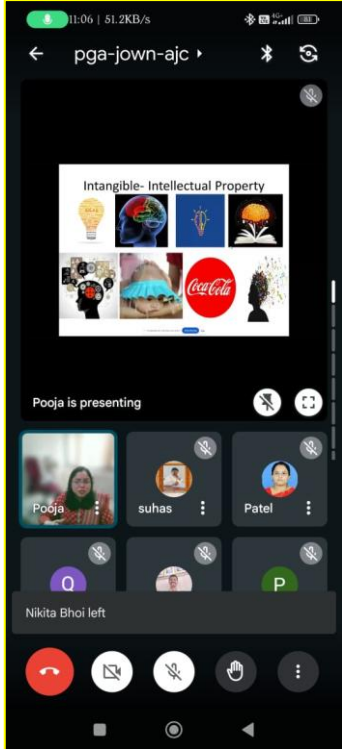 11:06 | 51.2KB/s
pga-jown-ajc
Intangible- Intellectual Property
IDEAS
Coca-Cola
Pooja is presenting
Pooja
suhas
Patel
Q
P
Nikita Bhoi left